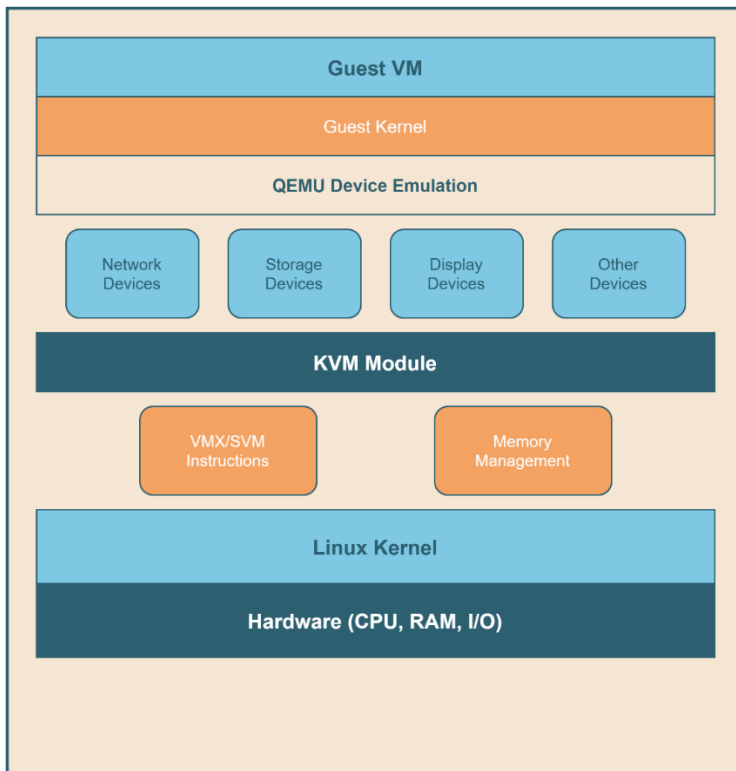 Guest VM
Guest Kernel
QEMU Device Emulation
Network
Devices
Storage
Devices
Display
Devices
Other
Devices
KVM Module
VMX/SVM
Instructions
Memory
Management
Linux Kernel
Hardware (CPU, RAM, I/O)